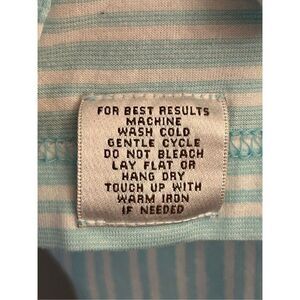 FOR BEST RESULTS
MACHINE
WASH COLD
GENTLE CYCLE
DO NOT BLEACH
LAY FLAT OR
HANG DRY
TOUCH UP WITH
WARM IRON
IF NEEDED